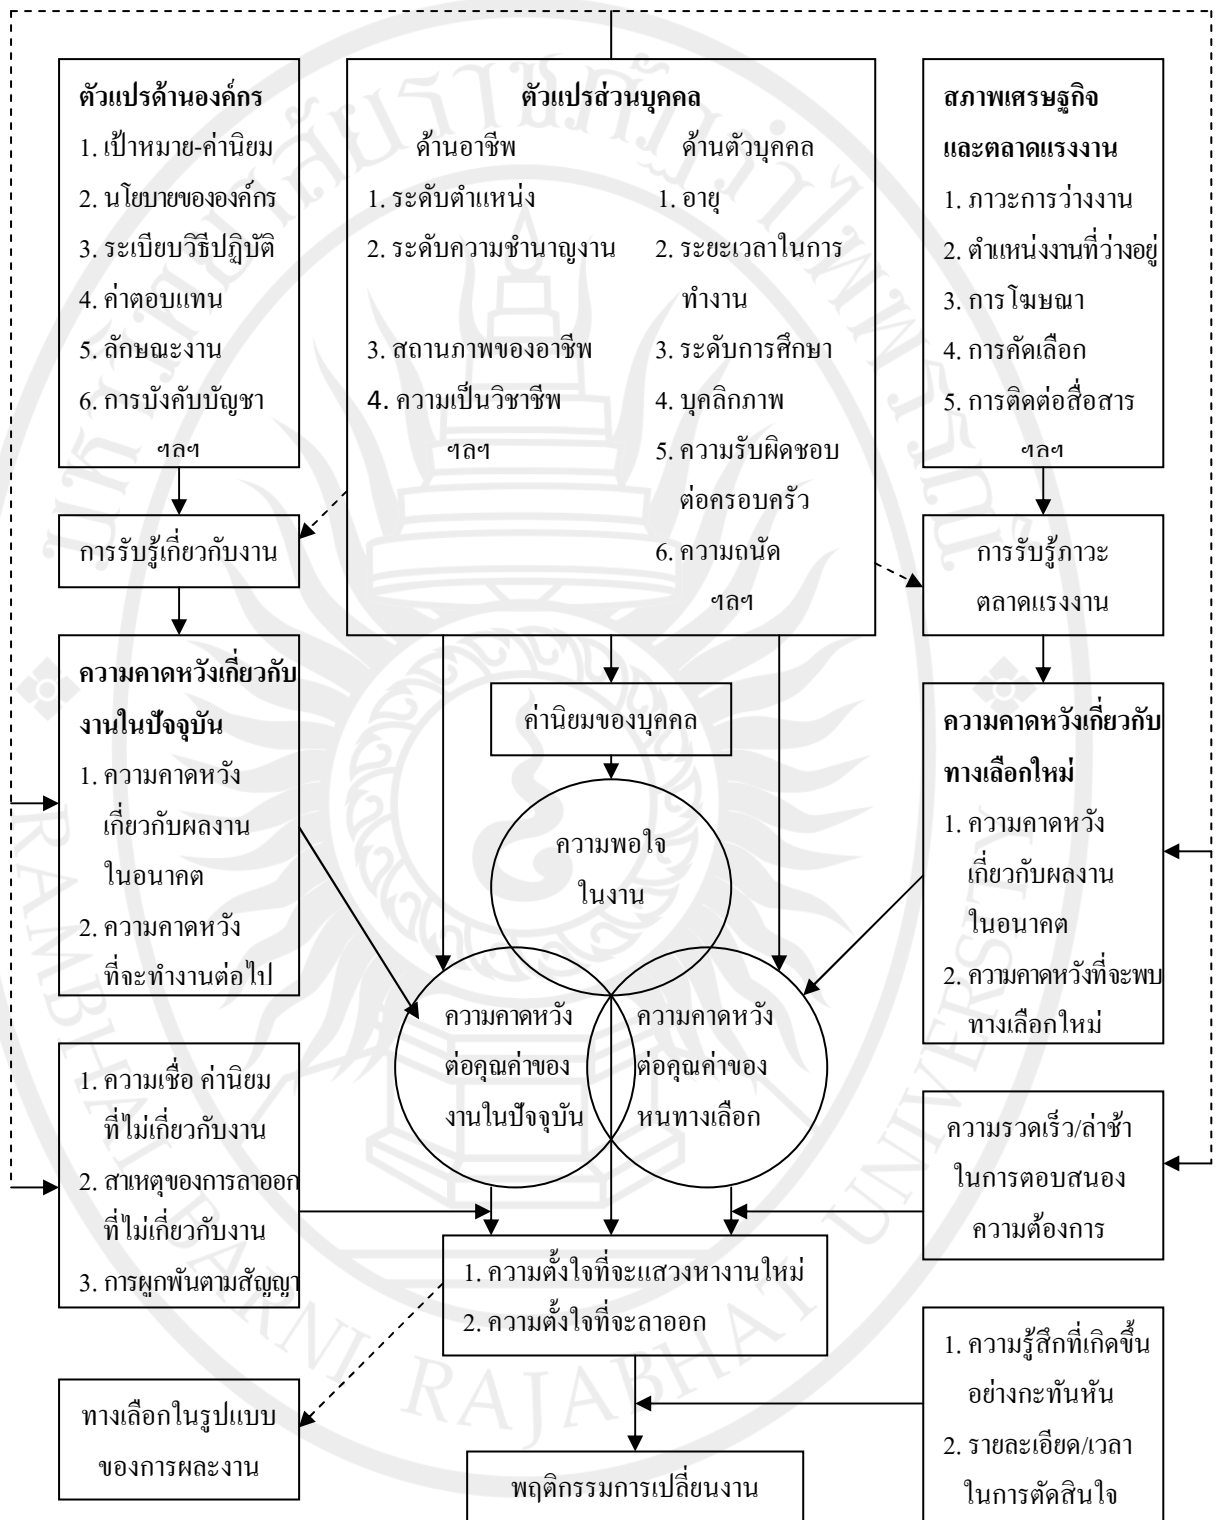 ตัวแปรด้านองค์กร
1. เป้าหมาย-ค่านิยม
2. นโยบายขององค์กร
3. ระเบียบวิธีปฏิบัติ
4. ค่าตอบแทน
5. ลักษณะงาน
6. การบังคับบัญชา
ฯลฯ
ตัวแปรส่วนบุคคล
ด้านอาชีพ
1. ระดับตำแหน่ง
2. ระดับความชำนาญงาน
3. สถานภาพของอาชีพ
4. ความเป็นวิชาชีพ
ฯลฯ
ด้านตัวบุคคล
1. อายุ
2. ระยะเวลาในการ
ทำงาน
3. ระดับการศึกษา
4. บุคลิกภาพ
5. ความรับผิดชอบ
ต่อครอบครัว
6. ความถนัด
ฯลฯ
สภาพเศรษฐกิจ
และตลาดแรงงาน
1. ภาวะการว่างงาน
2. ตำแหน่งงานที่ว่างอยู่
3. การโฆษณา
4. การคัดเลือก
5. การติดต่อสื่อสาร
ฯลฯ
การรับรู้เกี่ยวกับงาน
การรับรู้ภาวะ
ตลาดแรงงาน
ความคาดหวังเกี่ยวกับ
งานในปัจจุบัน
1. ความคาดหวัง
เกี่ยวกับผลงาน
ในอนาคต
2. ความคาดหวัง
ที่จะทำงานต่อไป
ค่านิยมของบุคคล
ความพอใจ
ในงาน
ความคาดหวังเกี่ยวกับ
ทางเลือกใหม่
1. ความคาดหวัง
เกี่ยวกับผลงาน
ในอนาคต
2. ความคาดหวังที่จะพบ
ทางเลือกใหม่
ความคาดหวัง
ต่อคุณค่าของ
งานในปัจจุบัน
ความคาดหวัง
ต่อคุณค่าของ
หนทางเลือก
1. ความเชื่อ ค่านิยม
ที่ไม่เกี่ยวกับงาน
2. สาเหตุของการลาออก
ที่ไม่เกี่ยวกับงาน
3. การผูกพันตามสัญญา
ความรวดเร็ว/ล่าช้า
ในการตอบสนอง
ความต้องการ
1. ความตั้งใจที่จะแสวงหางานใหม่
2. ความตั้งใจที่จะลาออก
1. ความรู้สึกที่เกิดขึ้น
อย่างกะทันหัน
2. รายละเอียด/เวลา
ในการตัดสินใจ
ทางเลือกในรูปแบบ
ของการผละงาน
พฤติกรรมการเปลี่ยนงาน
มหาวิทยาลัยราชภัฏรำไพพรรณี
RAMBHAI BARNI RAJABHAT UNIVERSTY